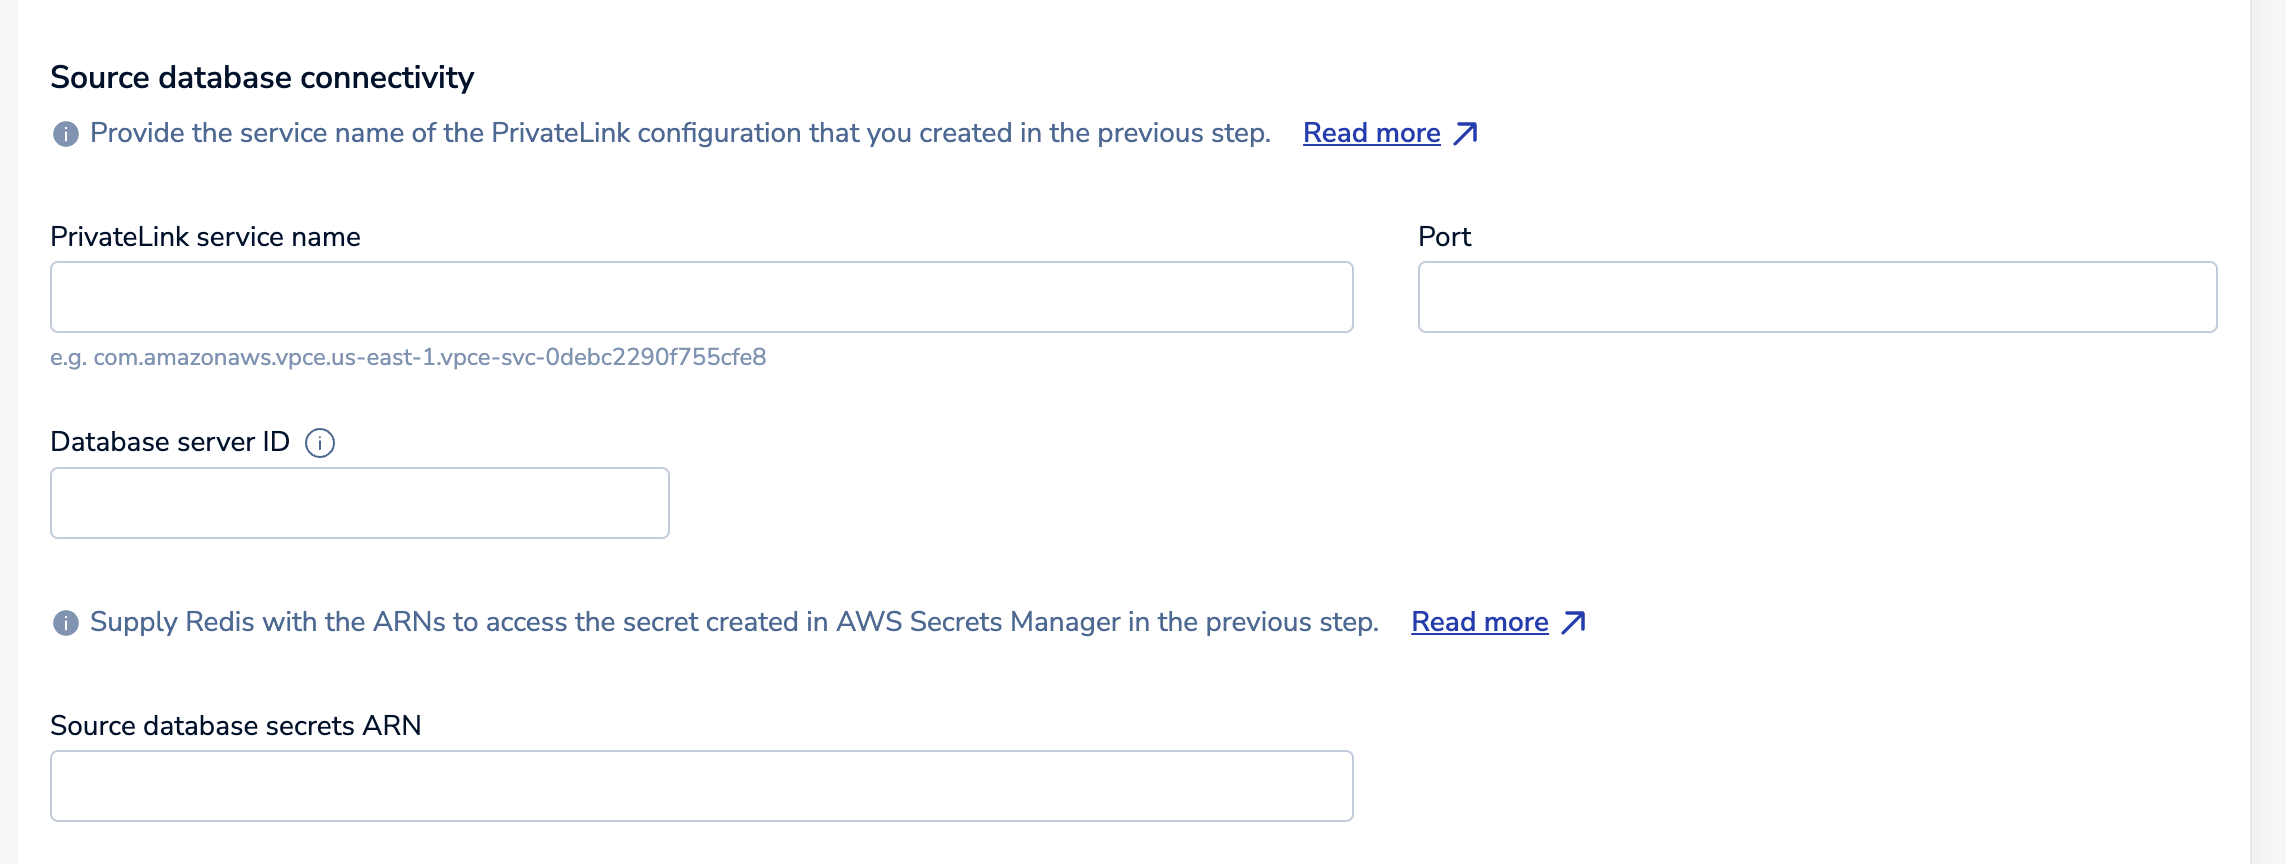 Source database connectivity
Provide the service name of the PrivateLink configuration that you created in the previous step. Read more
PrivateLink service name Port
e.g. com.amazonaws.vpce.us-east-1.vpce-svc-0debc2290f755cfe8
Database server ID
Supply Redis with the ARNs to access the secret created in AWS Secrets Manager in the previous step. Read more
Source database secrets ARN